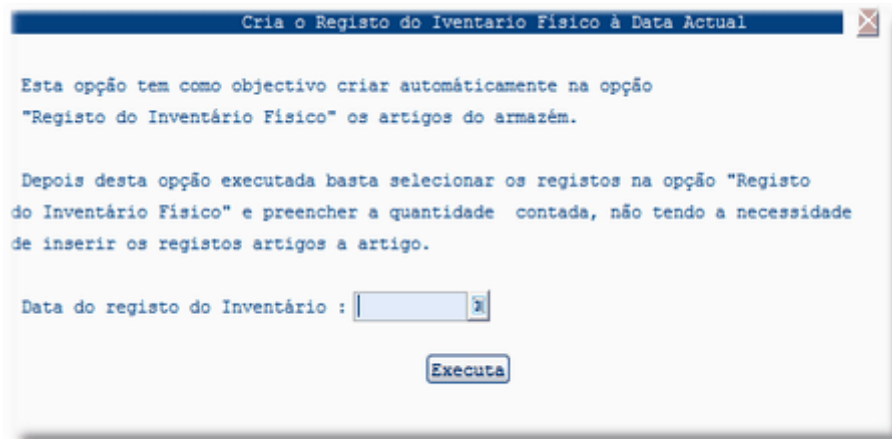 Cria o Registo do Iventario Físico à Data Actual
Esta opção tem como objectivo criar automáticamente na opção
"Registo do Inventário Físico" os artigos do armazém.
Depois desta opção executada basta selecionar os registos na opção "Registo
do Inventário Físico" e preencher a quantidade contada, não tendo a necessidade
de inserir os registos artigos a artigo.
Data do registo do Inventário :
Executa